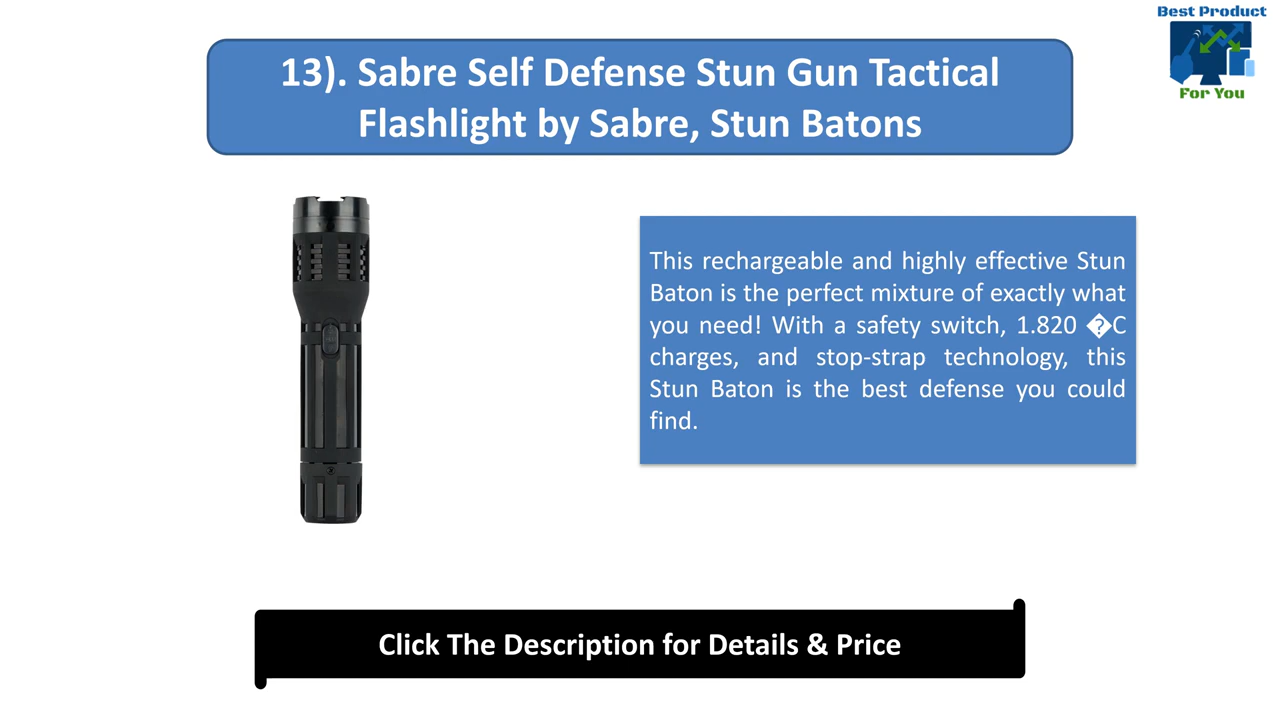 Best Product
For You
13). Sabre Self Defense Stun Gun Tactical
Flashlight by Sabre, Stun Batons
This rechargeable and highly effective Stun
Baton is the perfect mixture of exactly what
you need! With a safety switch, 1.820 �C
charges, and stop-strap technology, this
Stun Baton is the best defense you could
find.
Click The Description for Details & Price